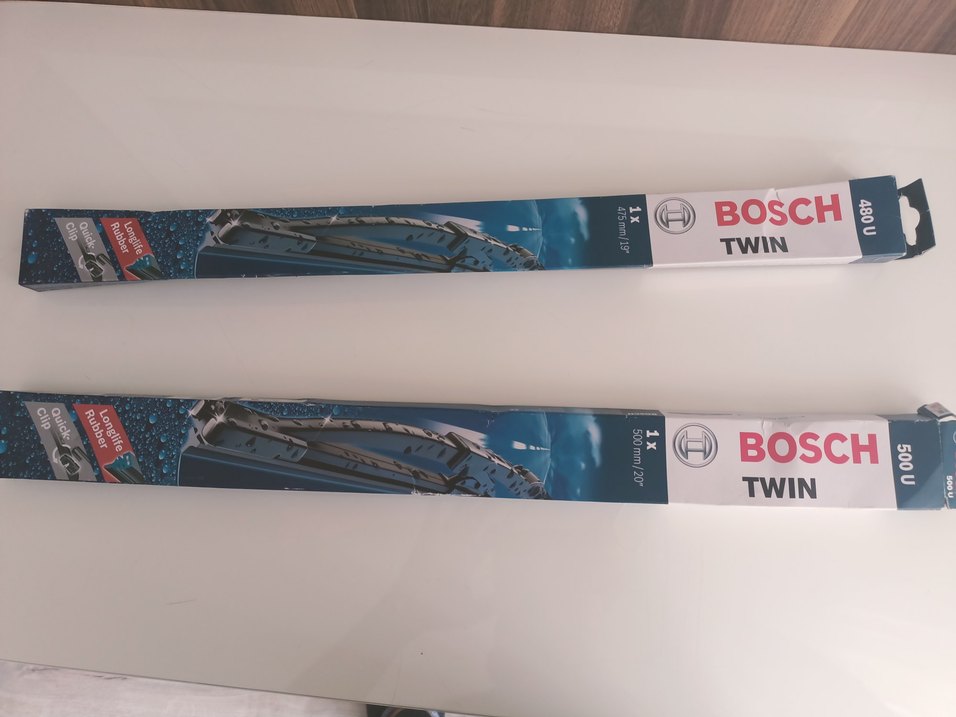 Longlife
Rubber
Quick-
Clip
1 x
475 mm / 19"
BOSCH
TWIN
480 U
Longlife
Rubber
Quick-
Clip
1 x
500 mm / 20"
BOSCH
TWIN
500 U
500 U